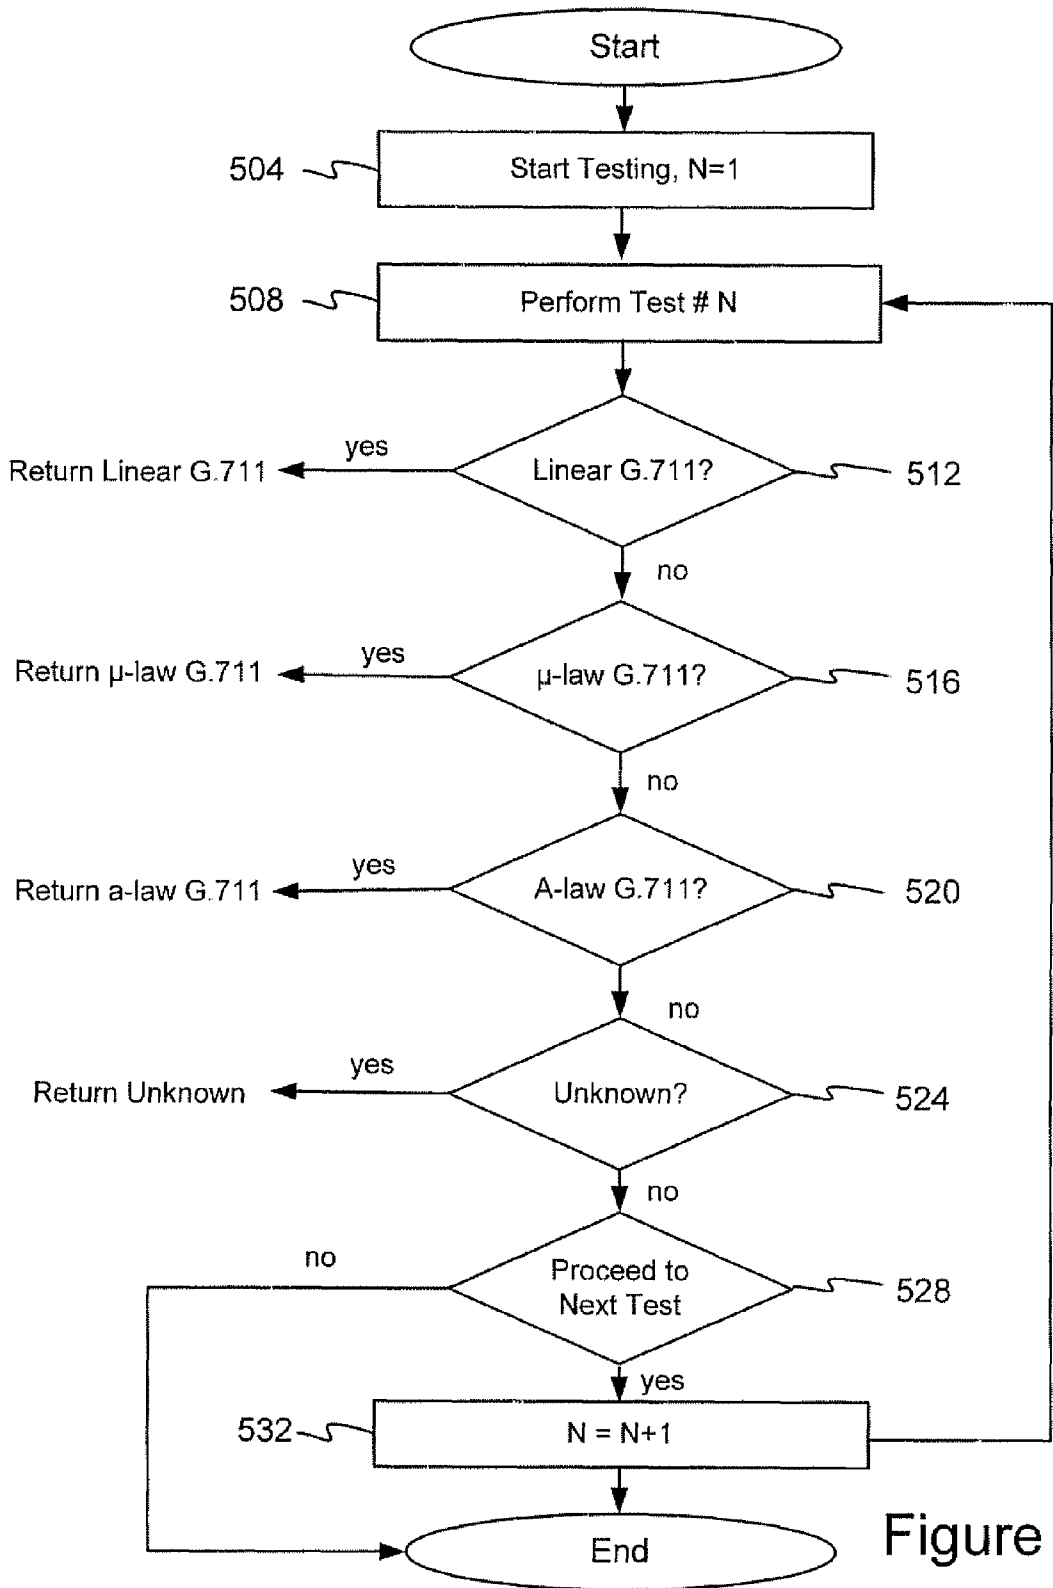 Start
504
Start Testing, N=1
508
Perform Test # N
yes
Return Linear G.711
Linear G.711?
512
no
Return µ-law G.711
yes
µ-law G.711?
516
no
Return a-law G.711
yes
A-law G.711?
520
no
Return Unknown
yes
Unknown?
524
no
no
Proceed to
Next Test
528
yes
532
N = N+1
End
Figure